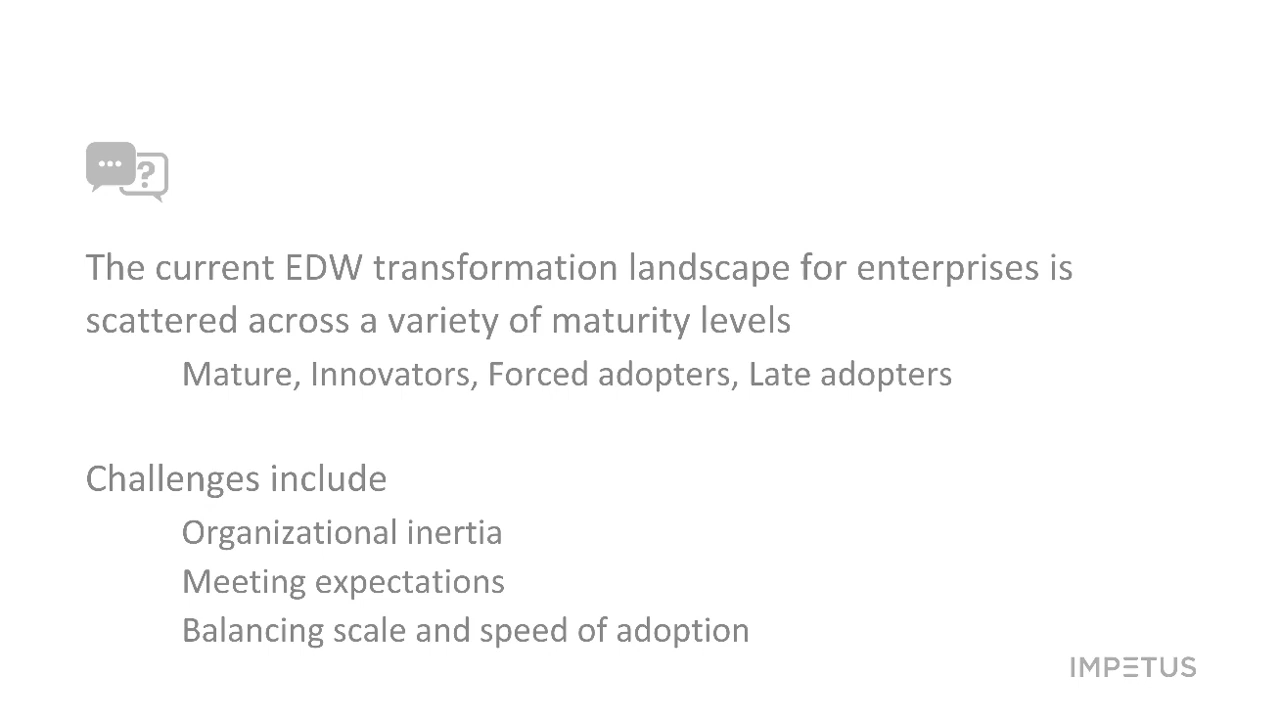 ...
?
The current EDW transformation landscape for enterprises is
scattered across a variety of maturity levels
Mature, Innovators, Forced adopters, Late adopters
Challenges include
Organizational inertia
Meeting expectations
Balancing scale and speed of adoption
IMPETUS